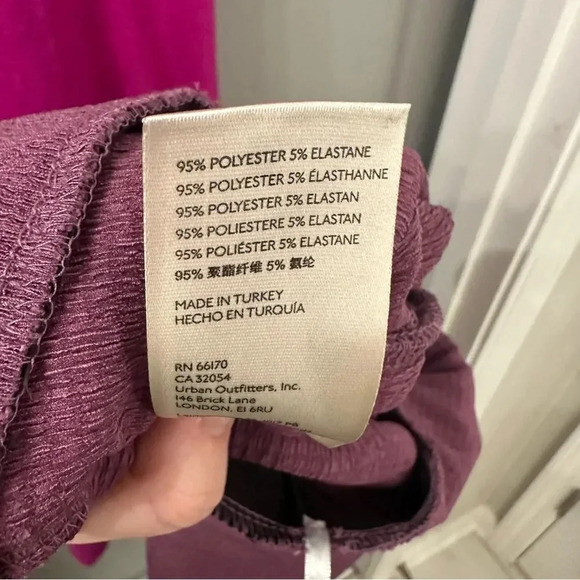 95% POLYESTER 5% ELASTANE
95% POLYESTER 5% ÉLASTHANNE
95% POLYESTER 5% ELASTAN
95% POLIESTERE 5% ELASTAN
95% POLIÉSTER 5% ELASTANE
95% 聚酯纤维 5% 氨纶
MADE IN TURKEY
HECHO EN TURQUÍA
RN 66170
CA 32054
Urban Outfitters, Inc.
146 Brick Lane
LONDON, E1 6RU